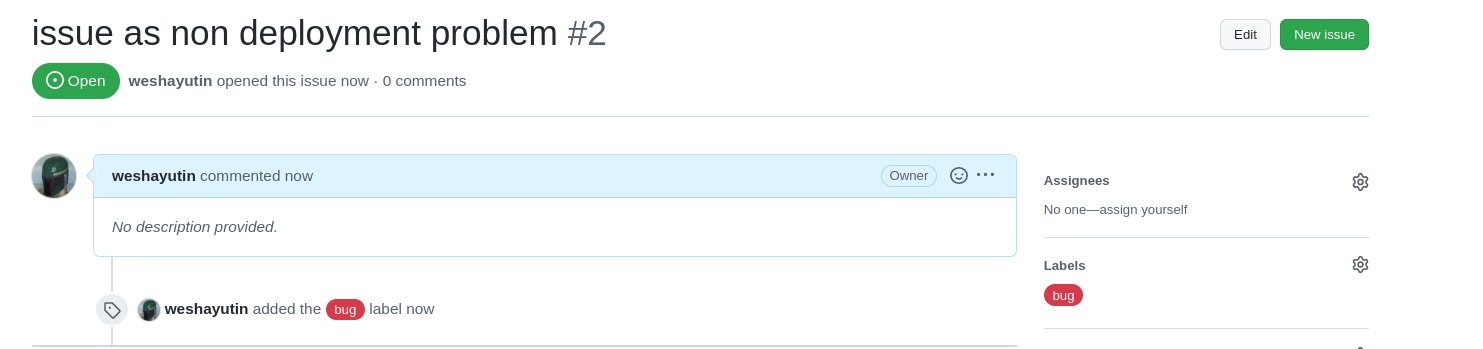 issue as non deployment problem #2
Edit
New issue
Open
weshayutin opened this issue now · 0 comments
weshayutin commented now
Owner
No description provided.
weshayutin added the bug label now
Assignees
No one—assign yourself
Labels
bug